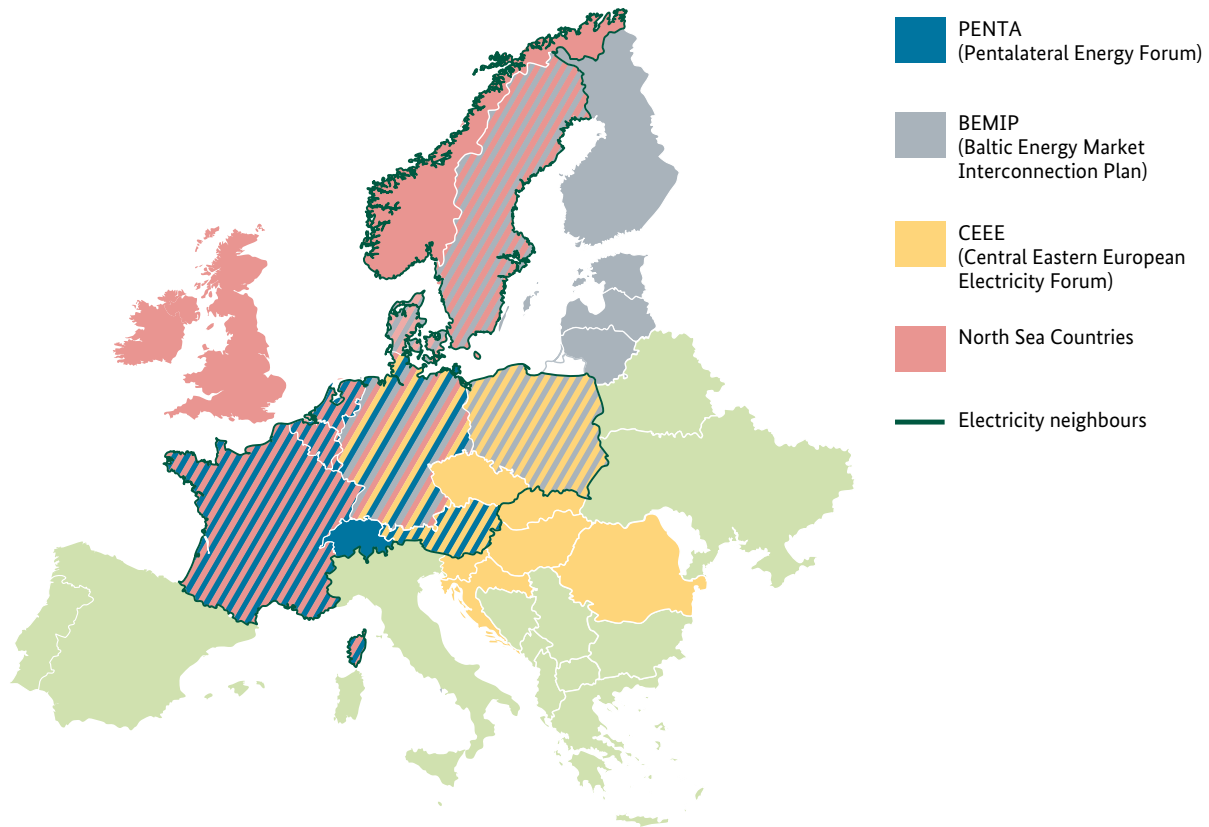 PENTA
(Pentalateral Energy Forum)
BEMIP
(Baltic Energy Market
Interconnection Plan)
CEEE
(Central Eastern European
Electricity Forum)
North Sea Countries
Electricity neighbours